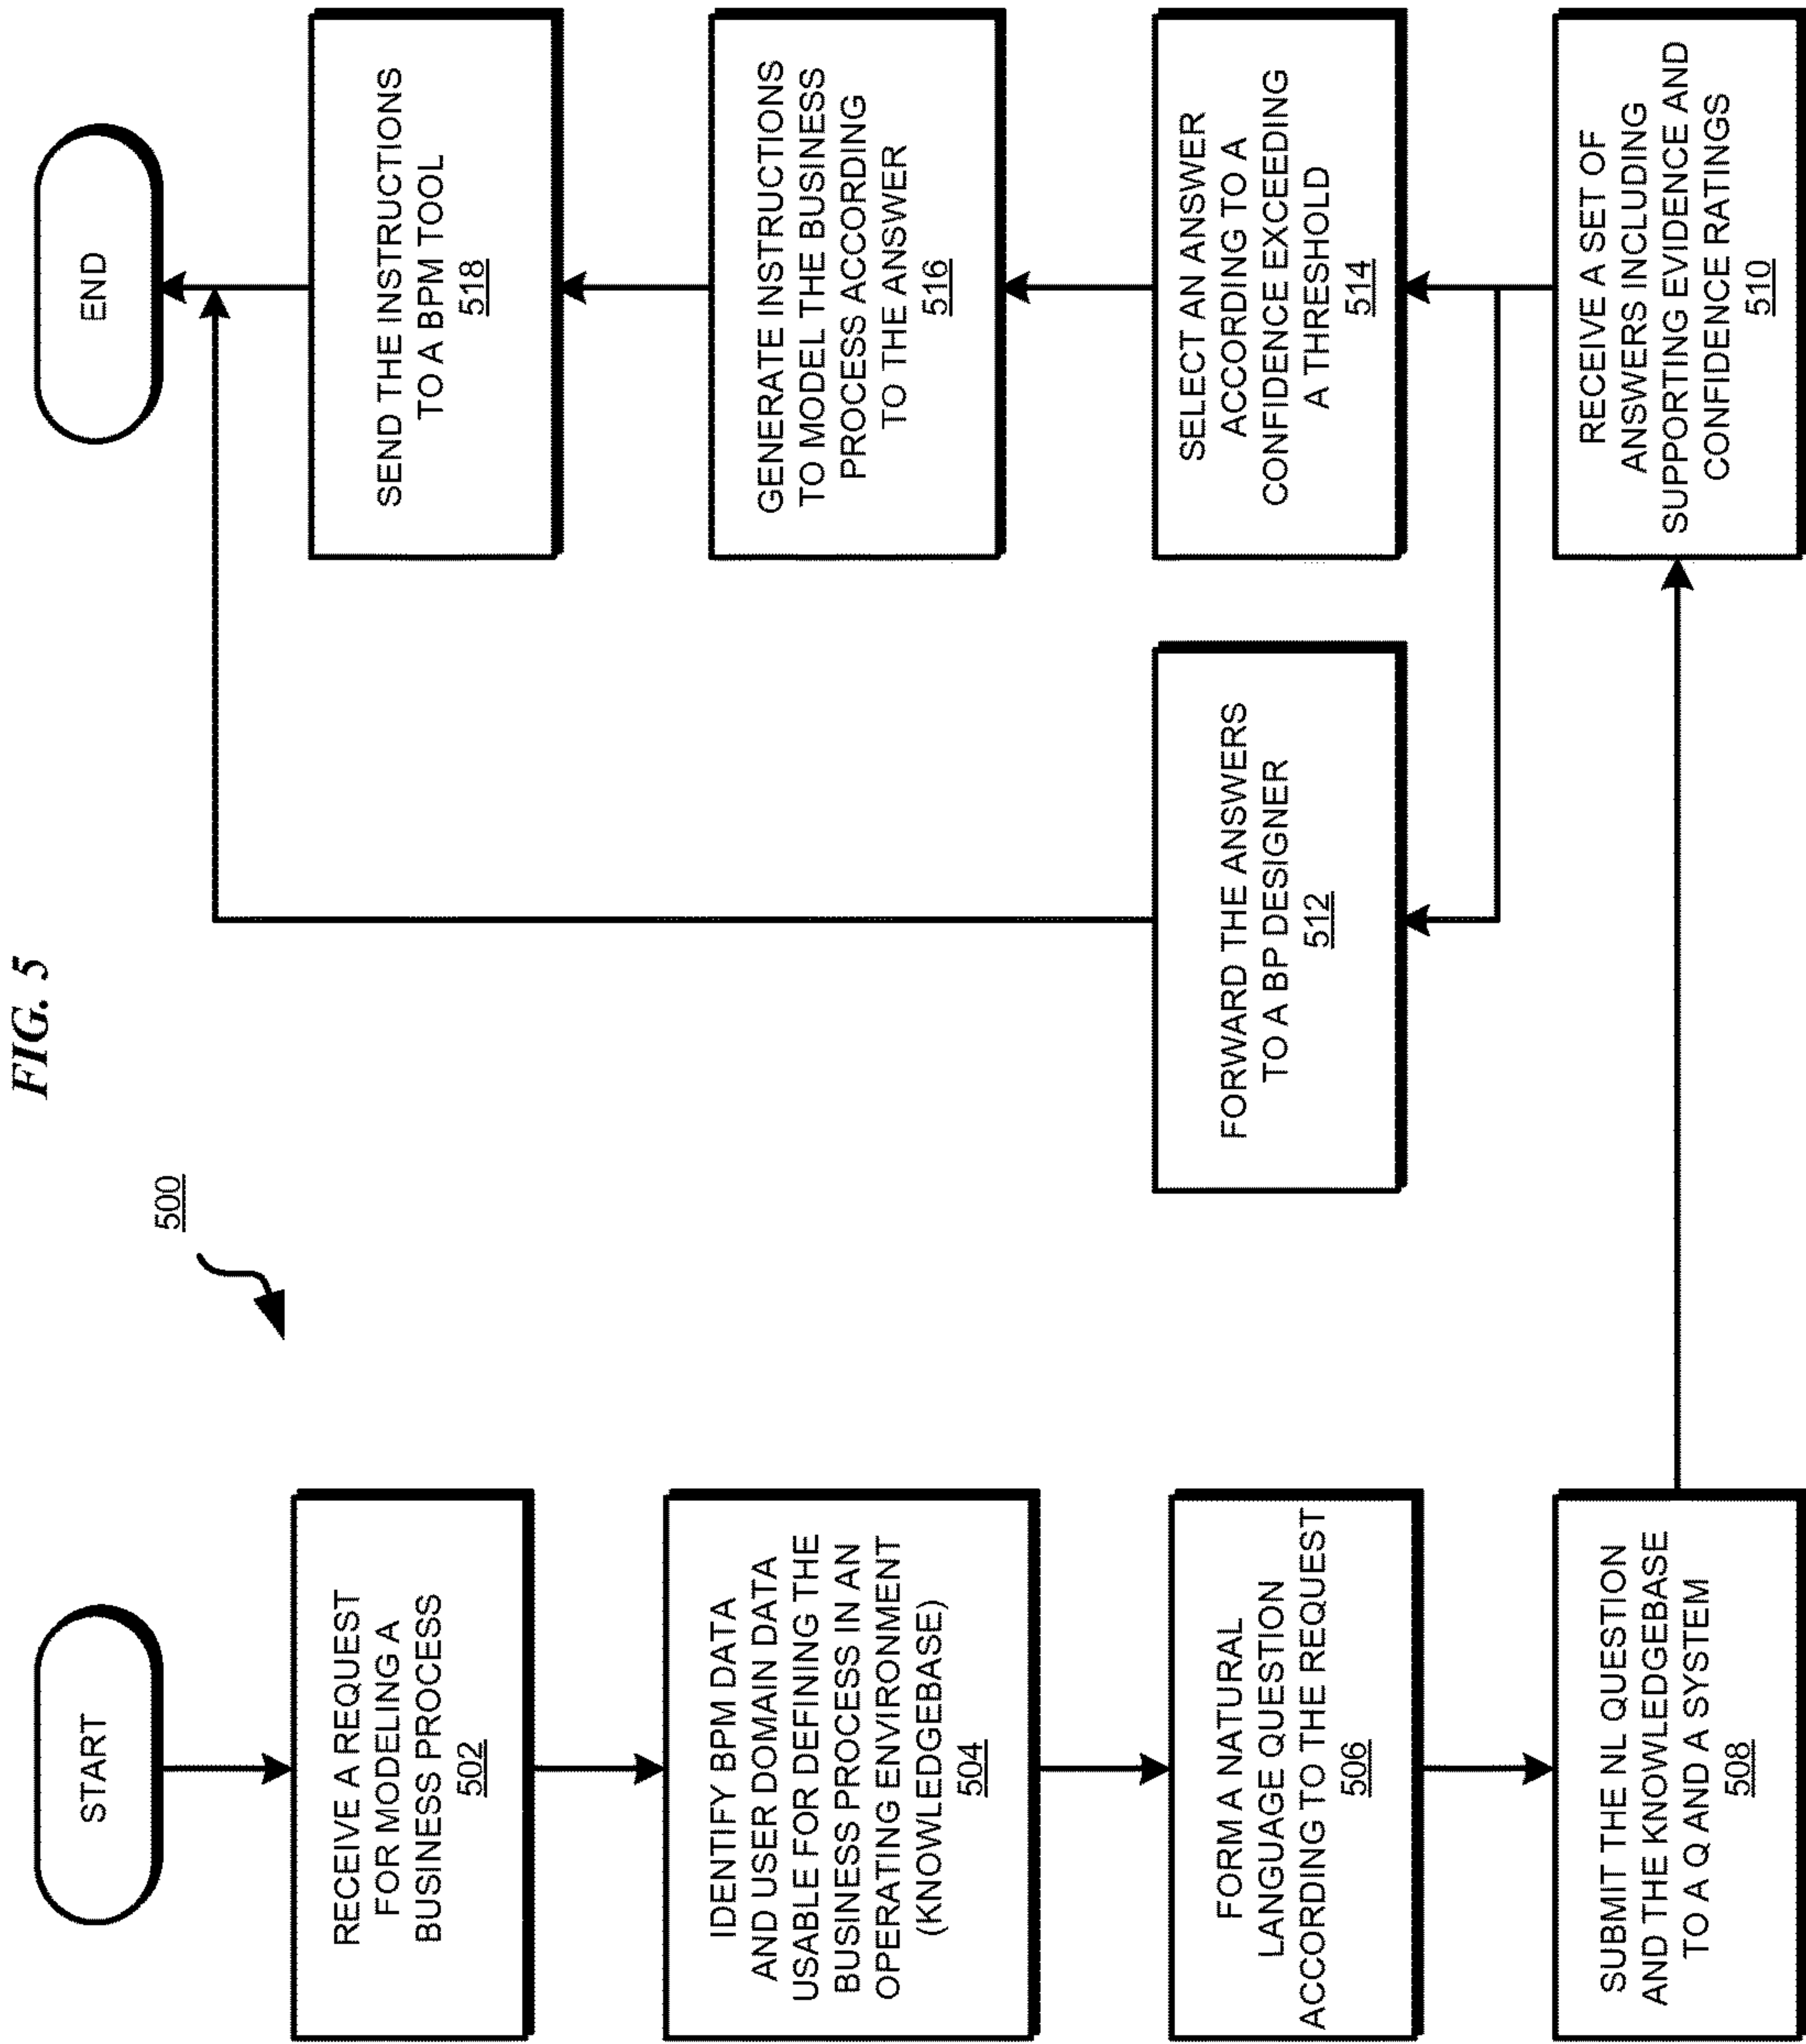 FIG. 5
500
START
RECEIVE A REQUEST
FOR MODELING A
BUSINESS PROCESS
502
IDENTIFY BPM DATA
AND USER DOMAIN DATA
USABLE FOR DEFINING THE
BUSINESS PROCESS IN AN
OPERATING ENVIRONMENT
(KNOWLEDGEBASE)
504
FORM A NATURAL
LANGUAGE QUESTION
ACCORDING TO THE REQUEST
506
SUBMIT THE NL QUESTION
AND THE KNOWLEDGEBASE
TO A Q AND A SYSTEM
508
RECEIVE A SET OF
ANSWERS INCLUDING
SUPPORTING EVIDENCE AND
CONFIDENCE RATINGS
510
FORWARD THE ANSWERS
TO A BP DESIGNER
512
SELECT AN ANSWER
ACCORDING TO A
CONFIDENCE EXCEEDING
A THRESHOLD
514
GENERATE INSTRUCTIONS
TO MODEL THE BUSINESS
PROCESS ACCORDING
TO THE ANSWER
516
SEND THE INSTRUCTIONS
TO A BPM TOOL
518
END